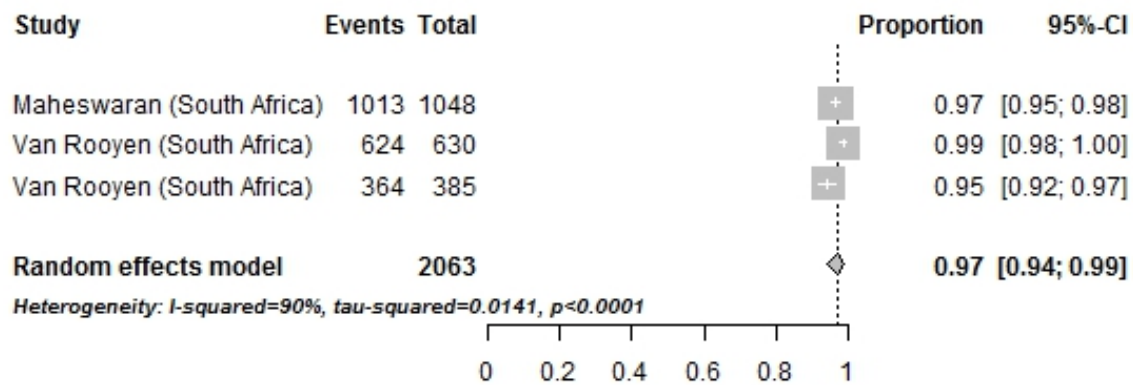 Study Events Total Proportion 95%-CI
Maheswaran (South Africa) 1013 1048 0.97 [0.95; 0.98]
Van Rooyen (South Africa) 624 630 0.99 [0.98; 1.00]
Van Rooyen (South Africa) 364 385 0.95 [0.92; 0.97]
Random effects model 2063 0.97 [0.94; 0.99]
Heterogeneity: I-squared=90%, tau-squared=0.0141, p<0.0001
0 0.2 0.4 0.6 0.8 1